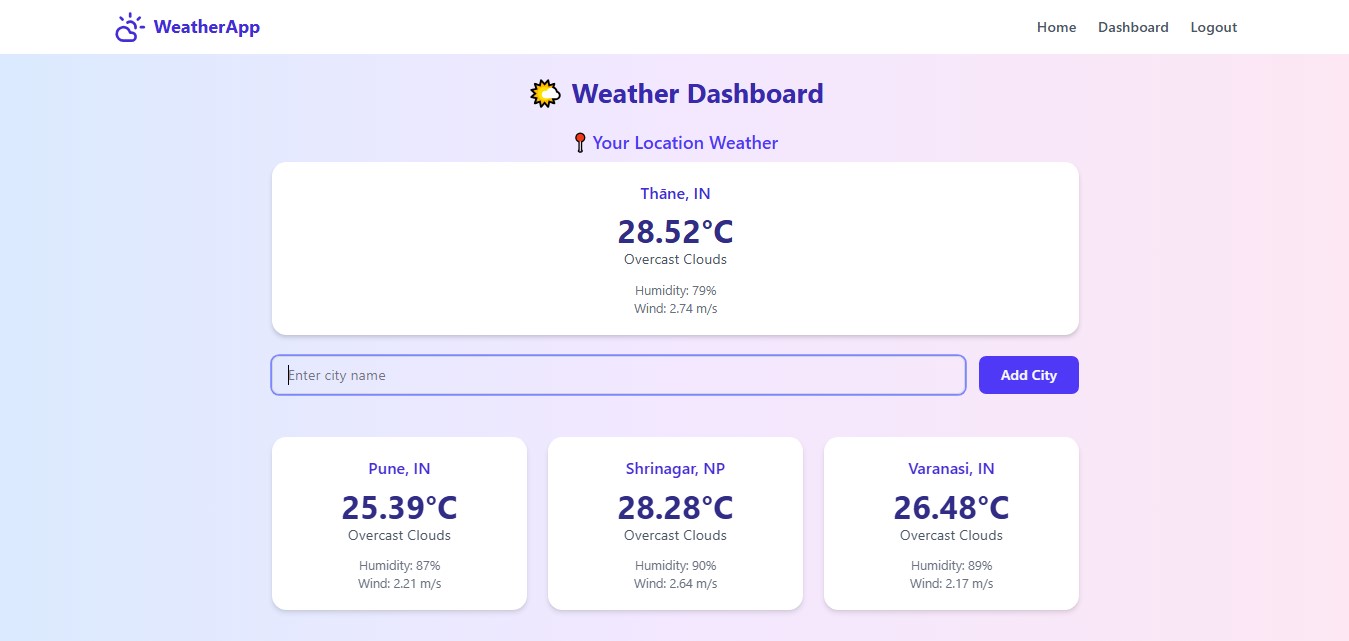 WeatherApp
Home Dashboard Logout
Weather Dashboard
Your Location Weather
Thāne, IN
28.52°C
Overcast Clouds
Humidity: 79%
Wind: 2.74 m/s
Enter city name
Add City
Pune, IN
25.39°C
Overcast Clouds
Humidity: 87%
Wind: 2.21 m/s
Shrinagar, NP
28.28°C
Overcast Clouds
Humidity: 90%
Wind: 2.64 m/s
Varanasi, IN
26.48°C
Overcast Clouds
Humidity: 89%
Wind: 2.17 m/s